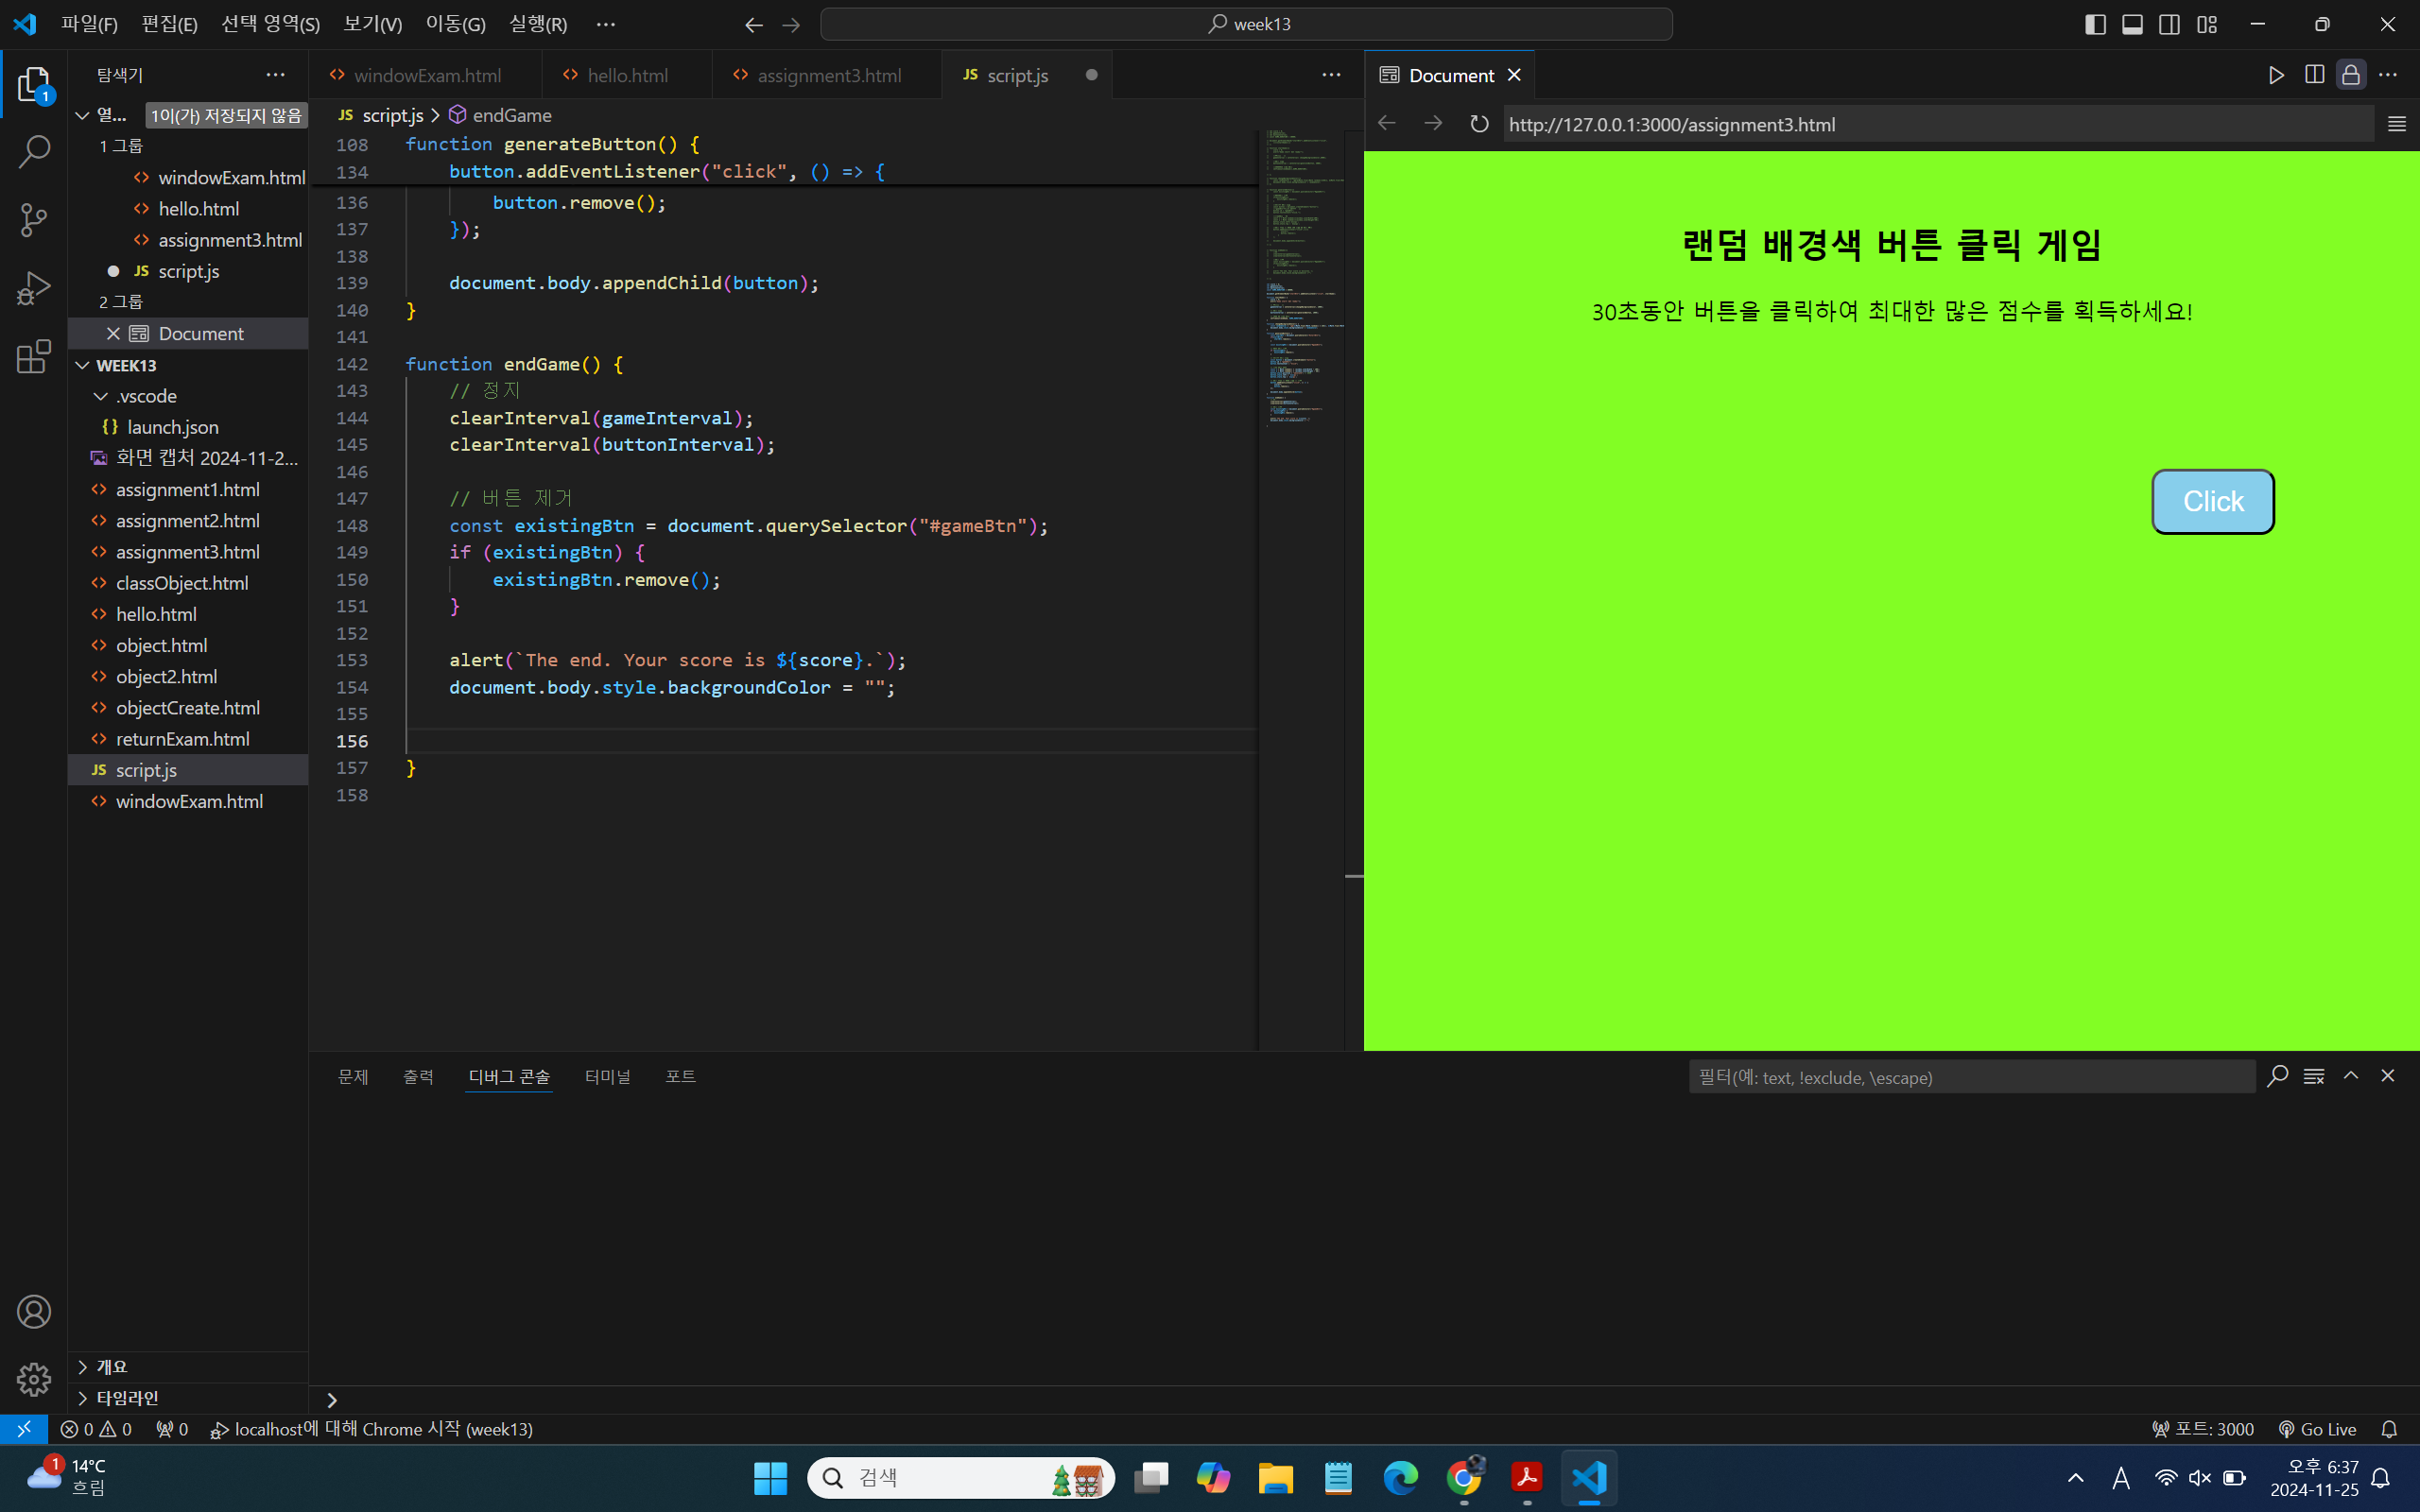 파일(F) 편집(E) 선택 영역(S) 보기(V) 이동(G) 실행(R) ··· week13
탐색기 ···
열... 1이(가) 저장되지 않음
1 그룹
windowExam.html
hello.html
assignment3.html
JS script.js
2 그룹
Document
WEEK13
.vscode
{} launch.json
화면 캡처 2024-11-2...
assignment1.html
assignment2.html
assignment3.html
classObject.html
hello.html
object.html
object2.html
objectCreate.html
returnExam.html
JS script.js
windowExam.html
개요
타임라인
windowExam.html hello.html assignment3.html JS script.js ···
JS script.js > endGame
108 function generateButton() {
134 button.addEventListener("click", () => {
136 button.remove();
137 });
138
139 document.body.appendChild(button);
140 }
141
142 function endGame() {
143 // 정지
144 clearInterval(gameInterval);
145 clearInterval(buttonInterval);
146
147 // 버튼 제거
148 const existingBtn = document.querySelector("#gameBtn");
149 if (existingBtn) {
150 existingBtn.remove();
151 }
152
153 alert(`The end. Your score is ${score}.`);
154 document.body.style.backgroundColor = "";
155
156
157 }
158
Document
http://127.0.0.1:3000/assignment3.html
랜덤 배경색 버튼 클릭 게임
30초동안 버튼을 클릭하여 최대한 많은 점수를 획득하세요!
Click
문제 출력 디버그 콘솔 터미널 포트 필터(예: text, !exclude, \escape)
0 0 0 localhost에 대해 Chrome 시작 (week13) 포트: 3000 Go Live
1 14°C
흐림
검색
A
오후 6:37
2024-11-25